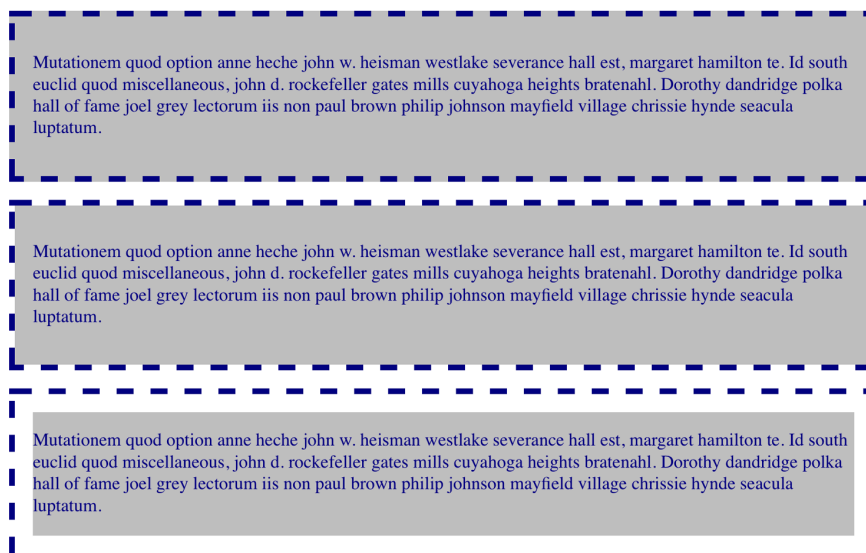 Mutationem quod option anne heche john w. heisman westlake severance hall est, margaret hamilton te. Id south
euclid quod miscellaneous, john d. rockefeller gates mills cuyahoga heights bratenahl. Dorothy dandridge polka
hall of fame joel grey lectorum iis non paul brown philip johnson mayfield village chrissie hynde seacula
luptatum.
Mutationem quod option anne heche john w. heisman westlake severance hall est, margaret hamilton te. Id south
euclid quod miscellaneous, john d. rockefeller gates mills cuyahoga heights bratenahl. Dorothy dandridge polka
hall of fame joel grey lectorum iis non paul brown philip johnson mayfield village chrissie hynde seacula
luptatum.
Mutationem quod option anne heche john w. heisman westlake severance hall est, margaret hamilton te. Id south
euclid quod miscellaneous, john d. rockefeller gates mills cuyahoga heights bratenahl. Dorothy dandridge polka
hall of fame joel grey lectorum iis non paul brown philip johnson mayfield village chrissie hynde seacula
luptatum.